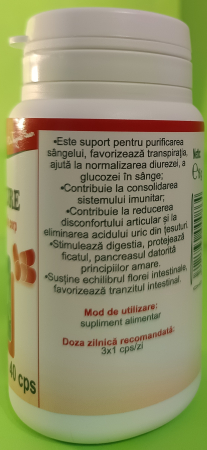 •Este suport pentru purificarea
sângelui, favorizează transpirația,
ajută la normalizarea diurezei, a
glucozei în sânge;
•Contribuie la consolidarea
sistemului imunitar;
•Contribuie la reducerea
disconfortului articular și la
eliminarea acidului uric din țesuturi.
•Stimulează digestia, protejează
ficatul, pancreasul datorită
principiilor amare.
•Susține echilibrul florei intestinale,
favorizează tranzitul intestinal.
Mod de utilizare:
supliment alimentar
Doza zilnică recomandată:
3x1 cps/zi
40 cps